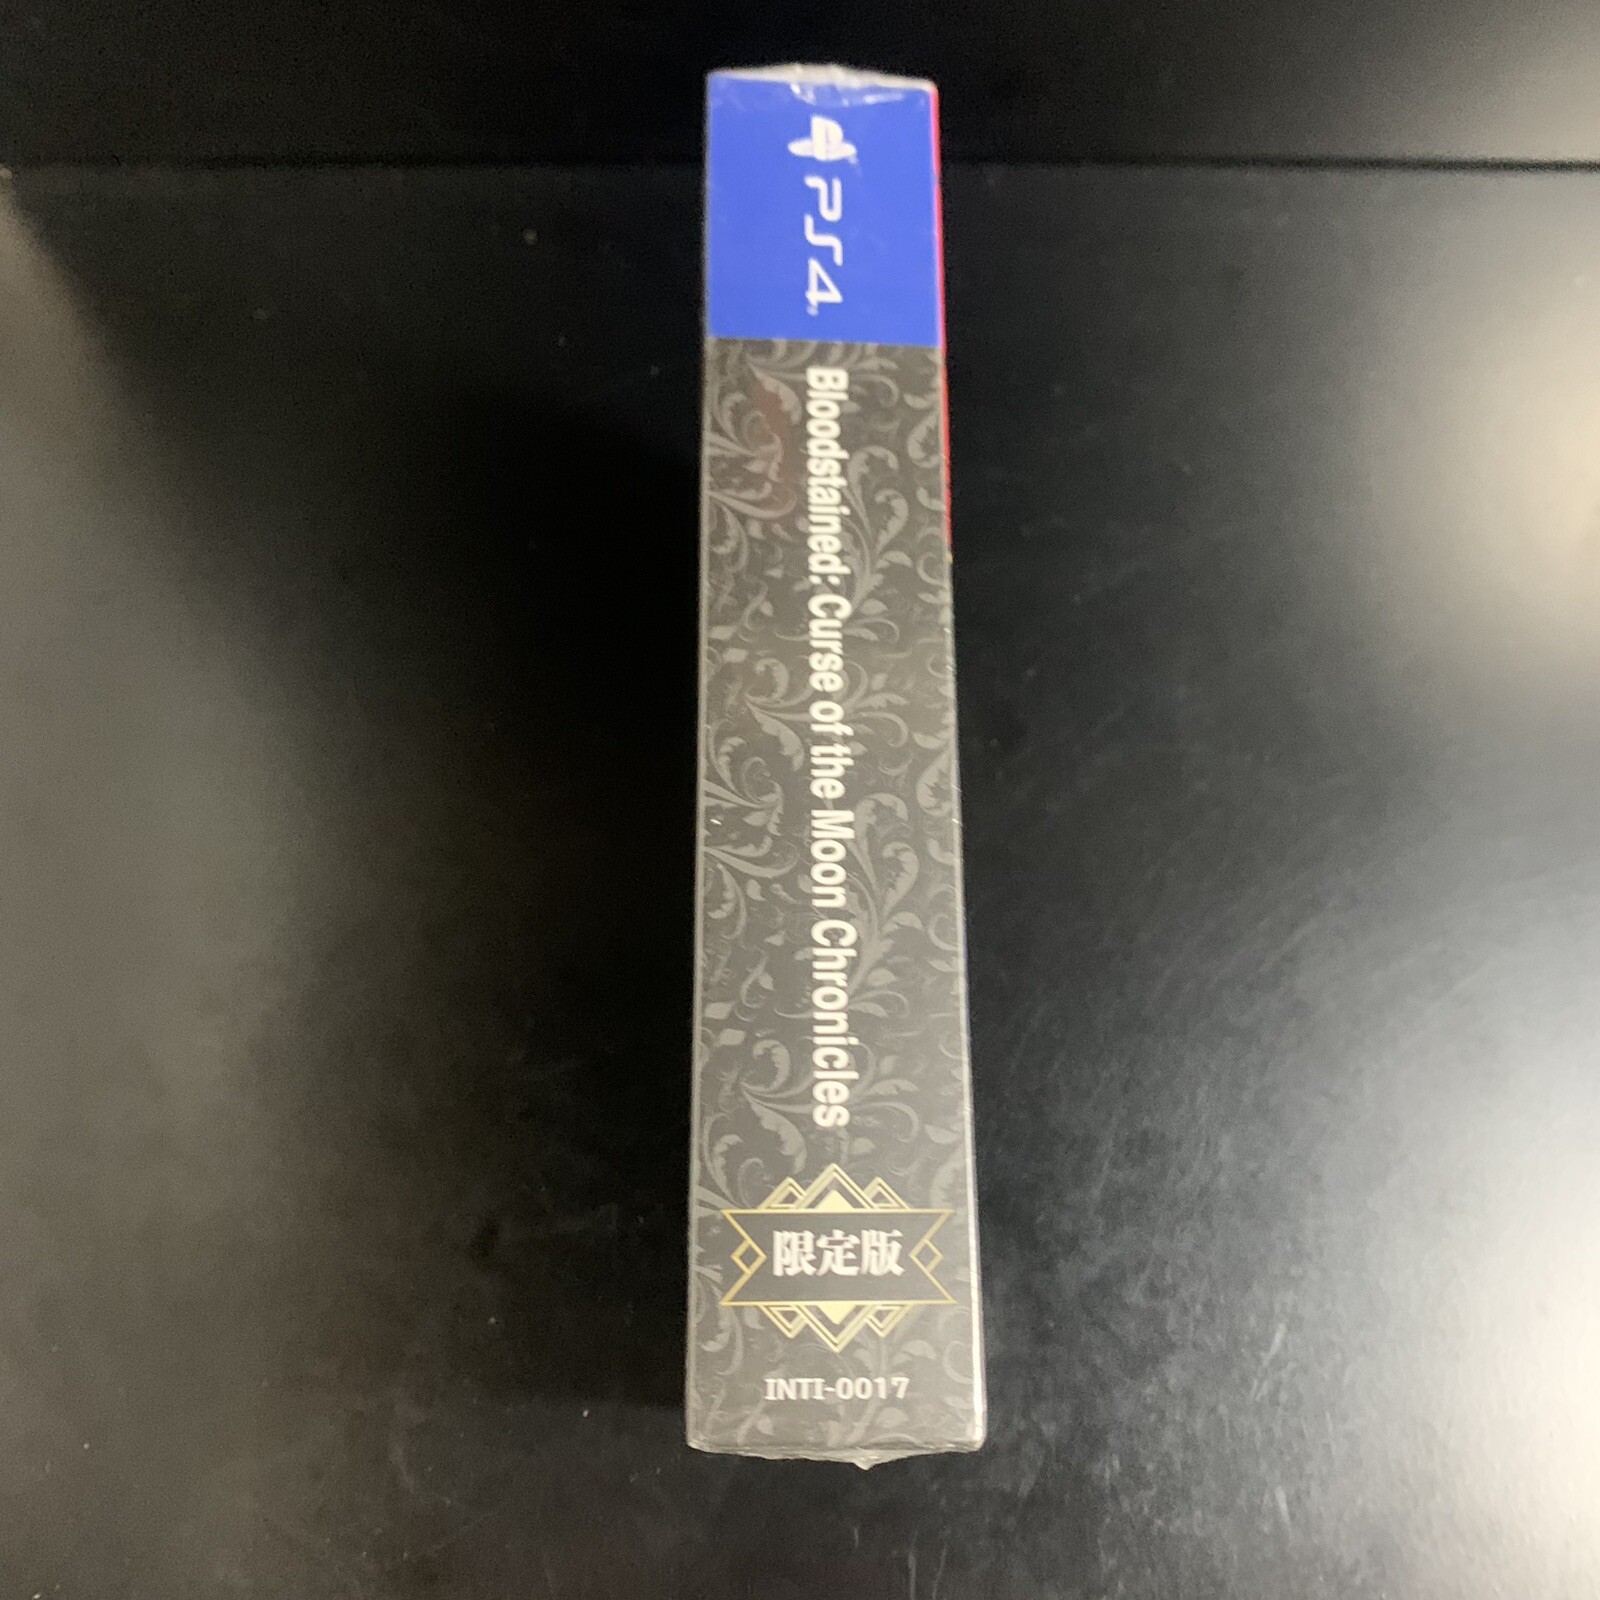 PS4
Bloodstained: Curse of the Moon Chronicles
限定版
INTI-0017